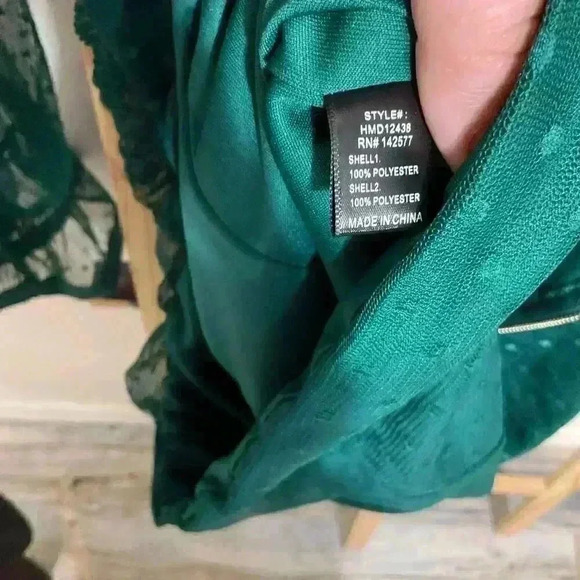 STYLE#:
HMD12438
RN# 142577
SHELL1.
100% POLYESTER
SHELL2.
100% POLYESTER
MADE IN CHINA